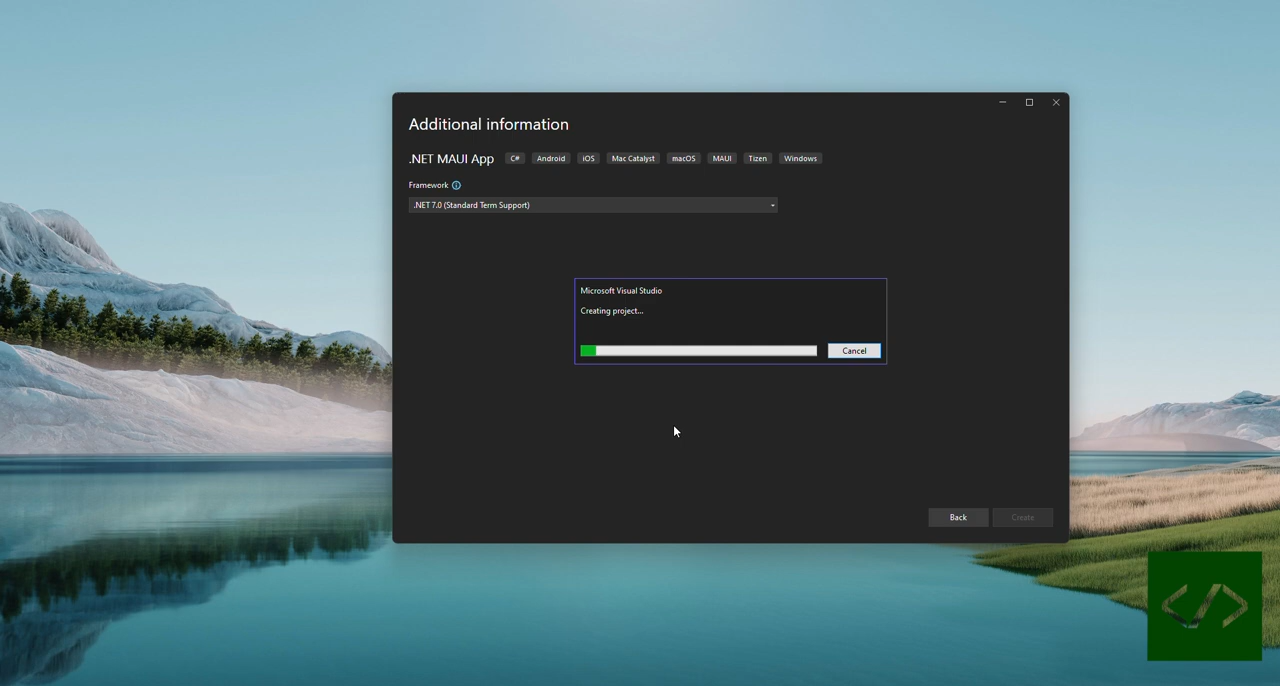 Additional information
.NET MAUI App C# Android iOS Mac Catalyst macOS MAUI Tizen Windows
Framework
.NET 7.0 (Standard Term Support)
Microsoft Visual Studio
Creating project...
Cancel
Back Create